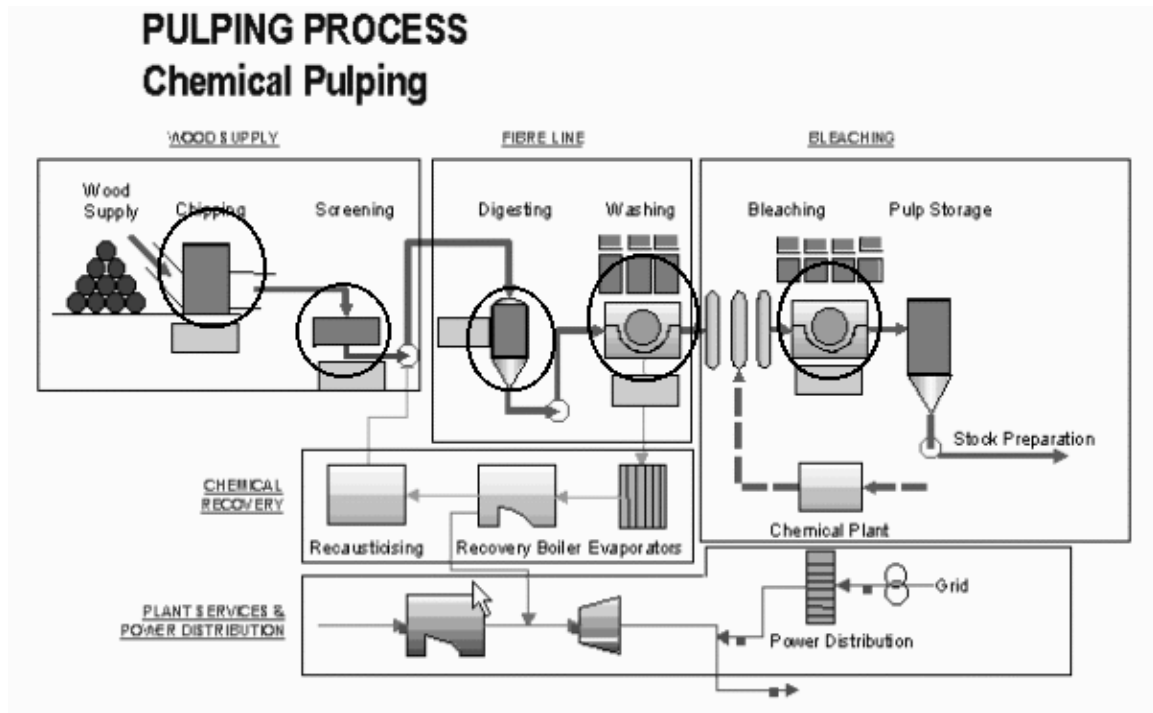 PULPING PROCESS
Chemical Pulping
WOOD SUPPLY
FIBRE LINE
BLEACHING
Wood
Supply
Chipping
Screening
Digesting
Washing
Bleaching
Pulp Storage
Stock Preparation
CHEMICAL
RECOVERY
Recausticising
Recovery Boiler
Evaporators
Chemical Plant
PLANT SERVICES &
POWER DISTRIBUTION
Grid
Power Distribution